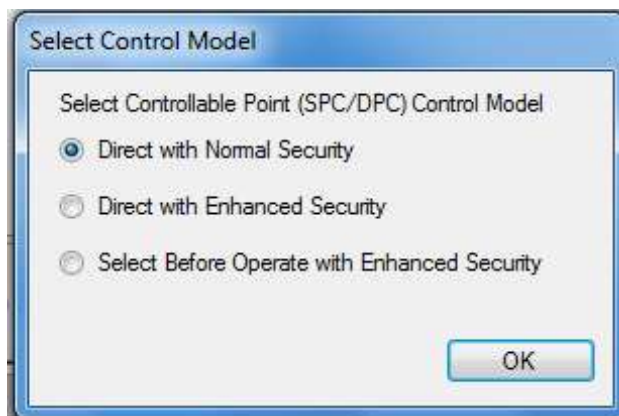 Select Control Model
Select Controllable Point (SPC/DPC) Control Model
Direct with Normal Security
Direct with Enhanced Security
Select Before Operate with Enhanced Security
OK